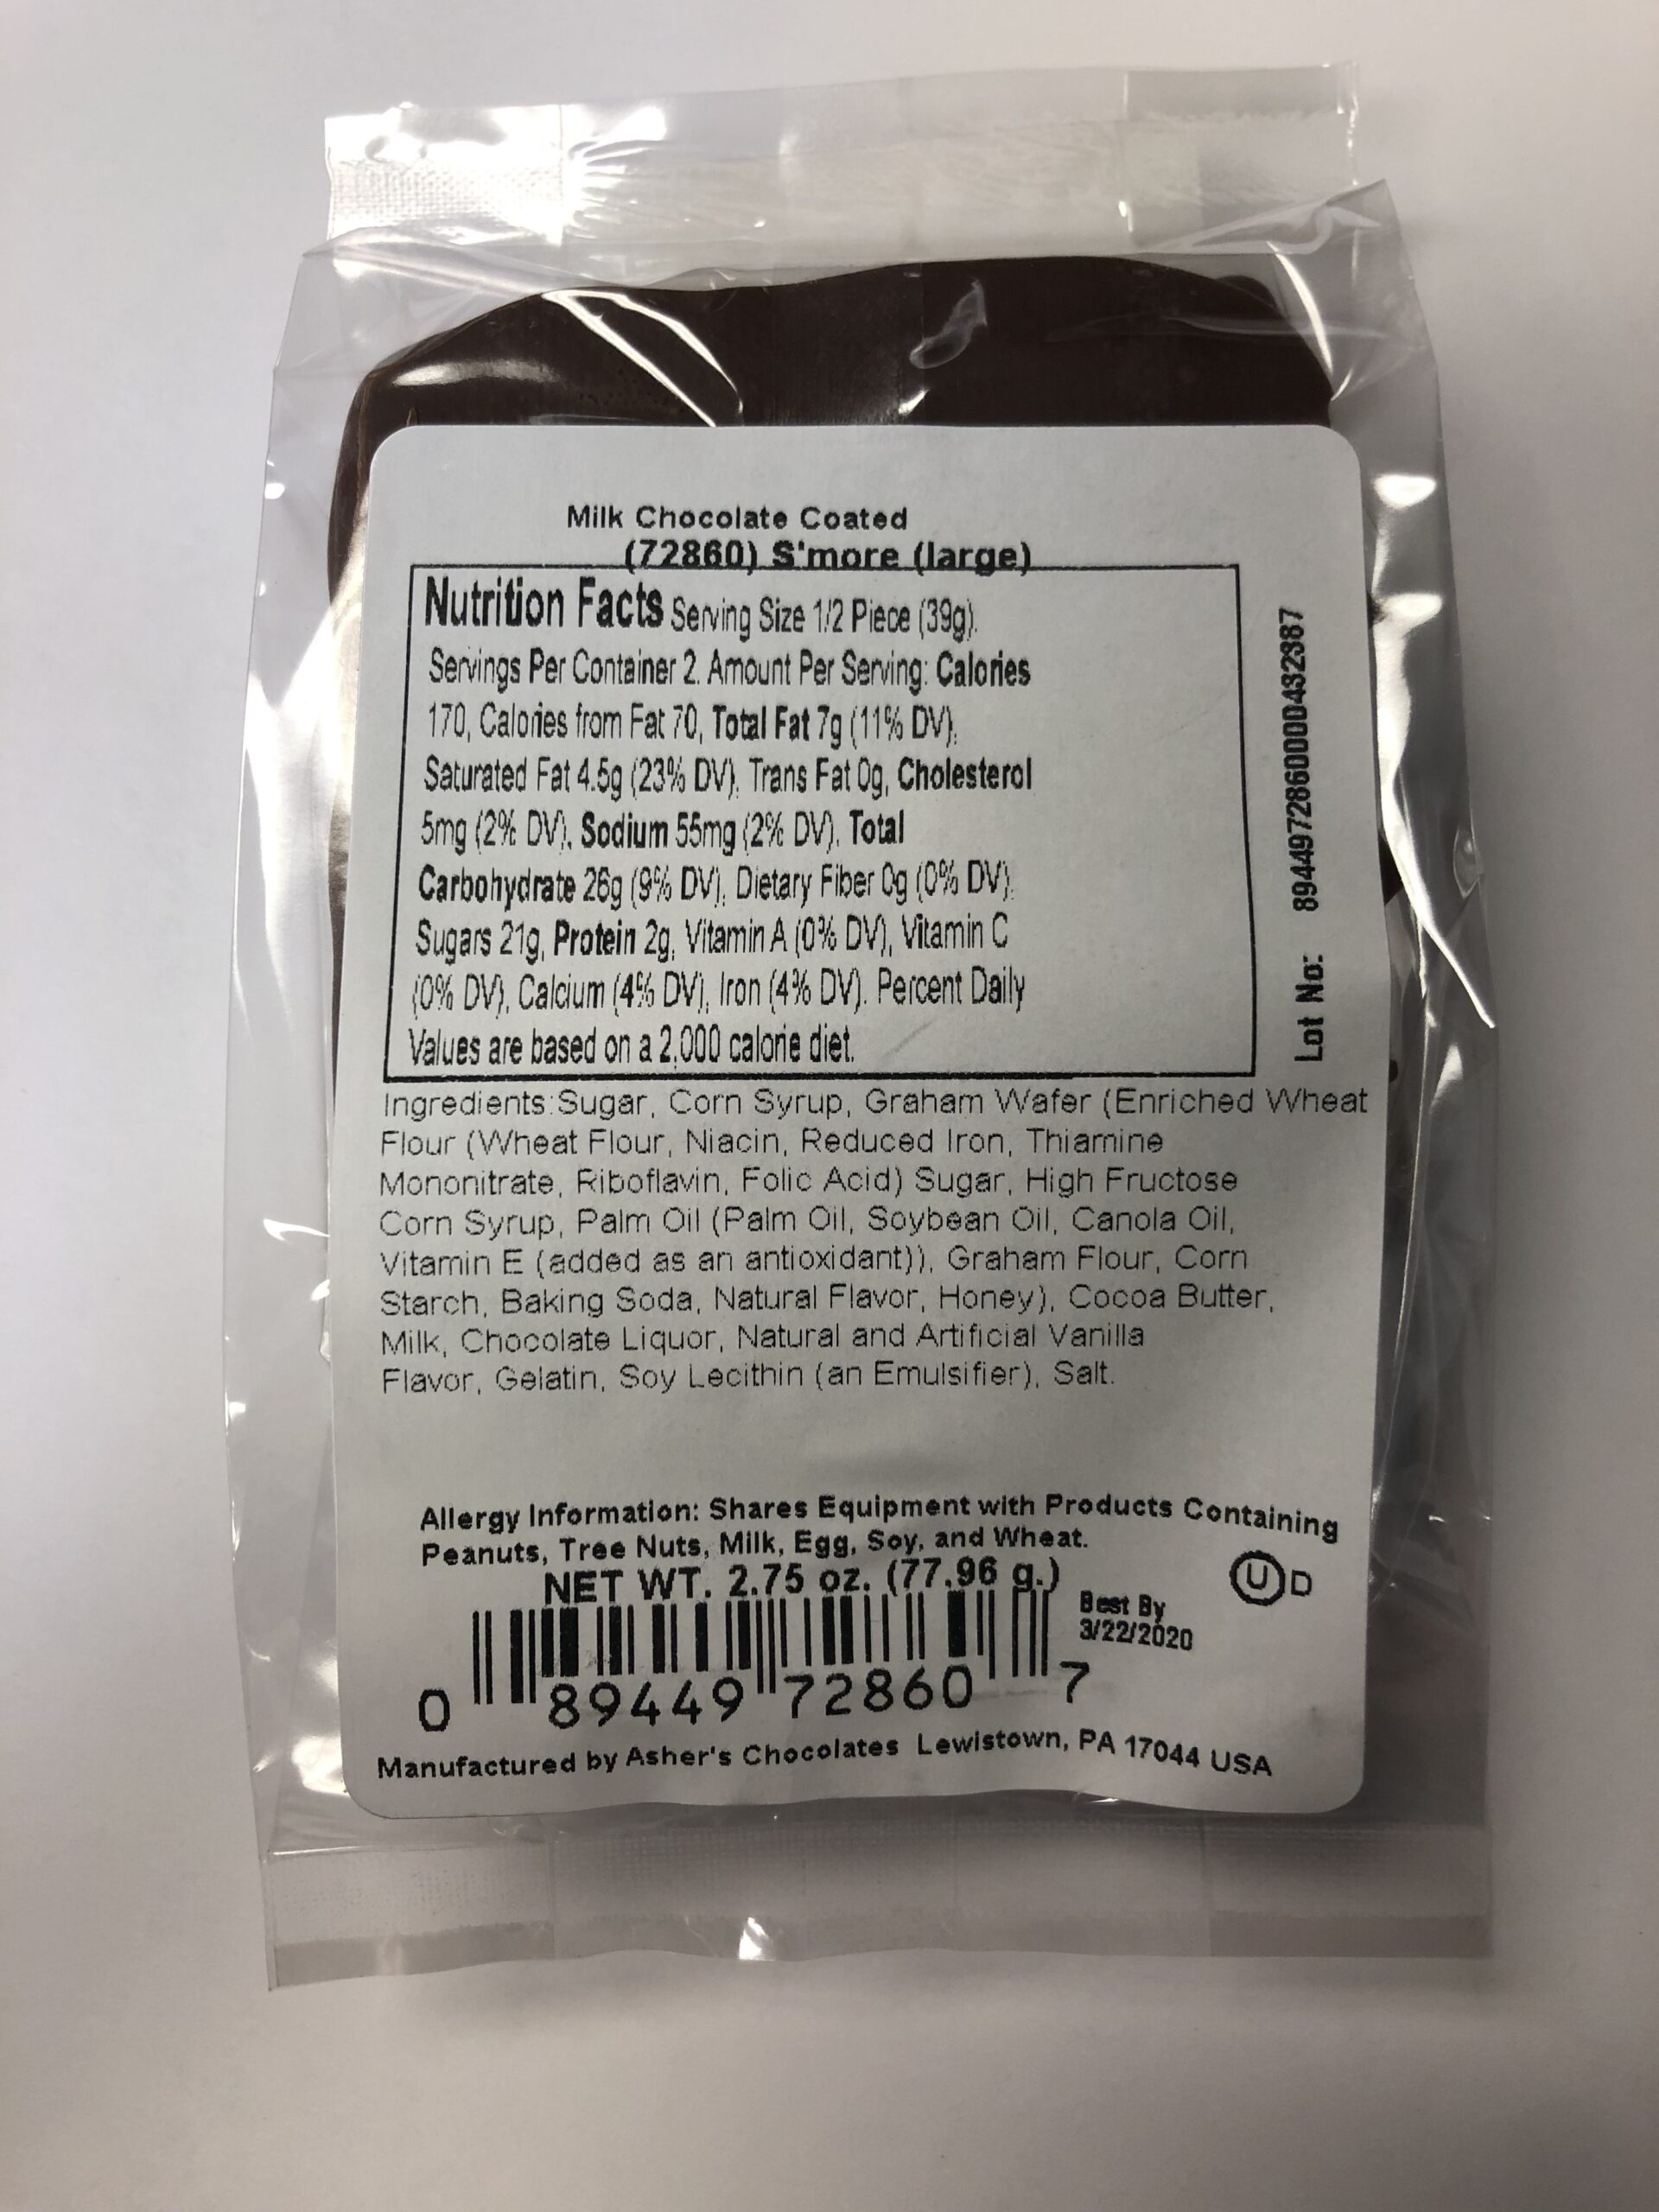 Milk Chocolate Coated
(72860) S'more (large)
Nutrition Facts Serving Size 1/2 Piece (39g),
Servings Per Container 2. Amount Per Serving: Calories
170, Calories from Fat 70, Total Fat 7g (11% DV),
Saturated Fat 4.5g (23% DV), Trans Fat 0g, Cholesterol
5mg (2% DV), Sodium 55mg (2% DV), Total
Carbohydrate 26g (9% DV), Dietary Fiber 0g (0% DV),
Sugars 21g, Protein 2g, Vitamin A (0% DV), Vitamin C
(0% DV), Calcium (4% DV), Iron (4% DV). Percent Daily
Values are based on a 2,000 calorie diet.
Lot No: 89449728600000432387
Ingredients:Sugar, Corn Syrup, Graham Wafer (Enriched Wheat
Flour (Wheat Flour, Niacin, Reduced Iron, Thiamine
Mononitrate, Riboflavin, Folic Acid) Sugar, High Fructose
Corn Syrup, Palm Oil (Palm Oil, Soybean Oil, Canola Oil,
Vitamin E (added as an antioxidant)), Graham Flour, Corn
Starch, Baking Soda, Natural Flavor, Honey), Cocoa Butter,
Milk, Chocolate Liquor, Natural and Artificial Vanilla
Flavor, Gelatin, Soy Lecithin (an Emulsifier), Salt.
Allergy Information: Shares Equipment with Products Containing
Peanuts, Tree Nuts, Milk, Egg, Soy, and Wheat.
NET WT. 2.75 oz. (77.96 g.)
U D
Best By
3/22/2020
0 89449 72860 7
Manufactured by Asher's Chocolates Lewistown, PA 17044 USA